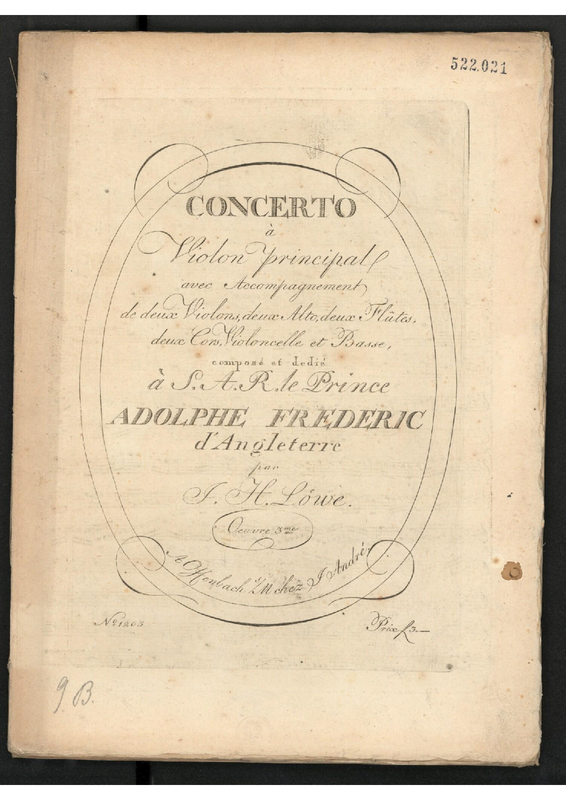 522.021
CONCERTO
à
Violon principal
avec Accompagnement
de deux Violons, deux Alto, deux Flûtes,
deux Cors, Violoncelle et Basse,
composé et dedié
à S. A. R. le Prince
ADOLPHE FREDERIC
d'Angleterre
par
J. H. Löwe.
Oeuvre 3me
A Offenbach s/M chez J. André
No 1203
Prix f 3.—
9 B.